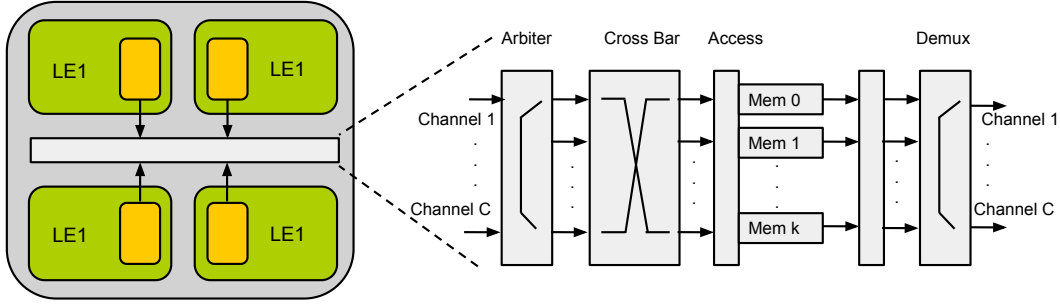 LE1
LE1
LE1
LE1
Arbiter
Cross Bar
Access
Demux
Channel 1
Channel C
Mem 0
Mem 1
Mem k
Channel 1
Channel C